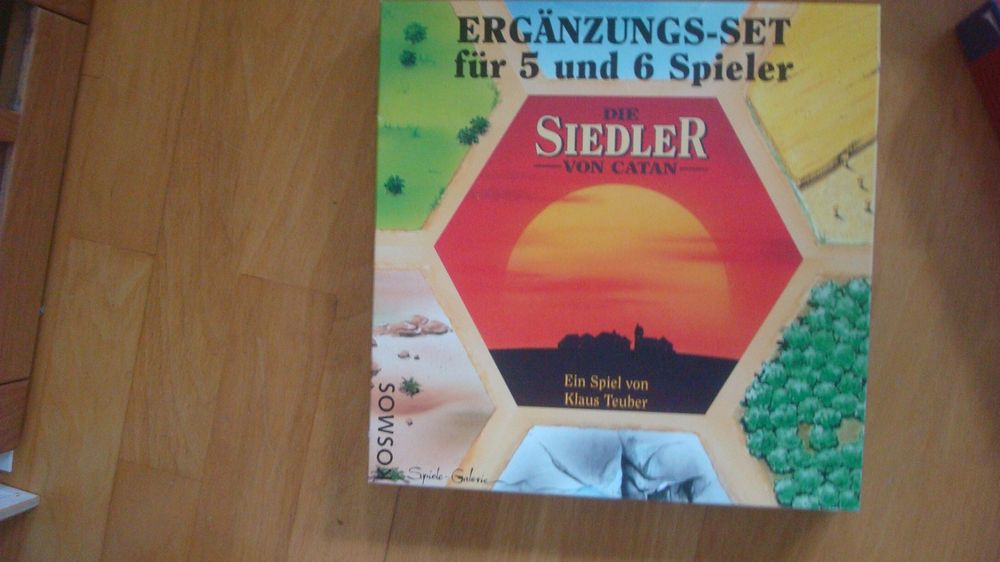 ERGÄNZUNGS-SET
für 5 und 6 Spieler
DIE
SIEDLER
VON CATAN
Ein Spiel von
Klaus Teuber
KOSMOS
Spiele-Galerie